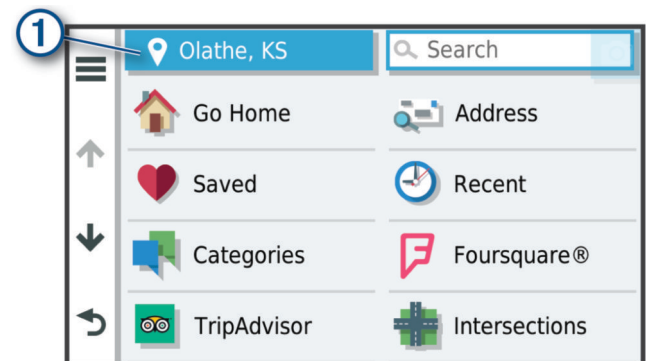 1
Olathe, KS
Search
Go Home
Address
Saved
Recent
Categories
Foursquare®
TripAdvisor
Intersections